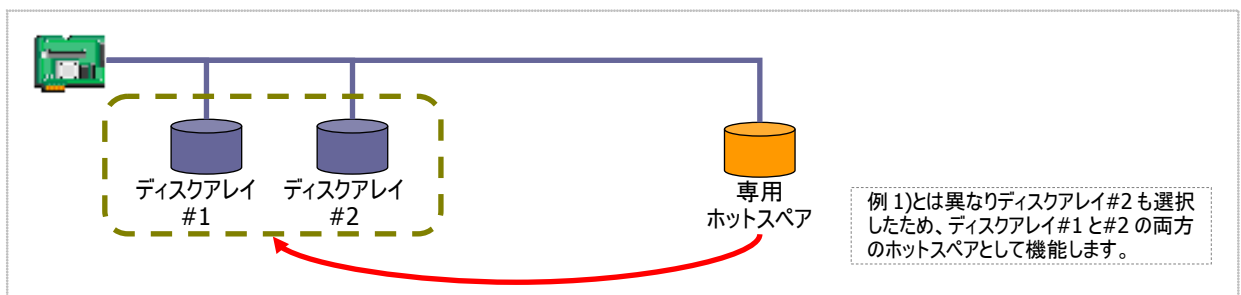 ディスクアレイ
#1
ディスクアレイ
#2
専用
ホットスペア
例 1)とは異なりディスクアレイ#2 も選択
したため、ディスクアレイ#1 と#2 の両方
のホットスペアとして機能します。